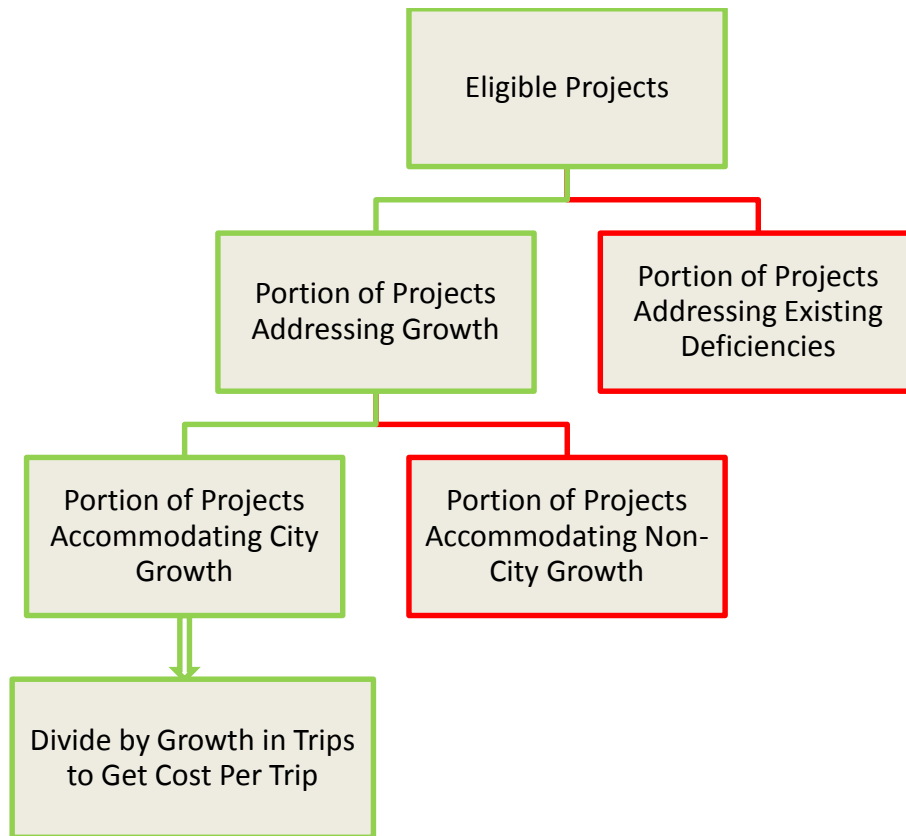 Eligible Projects
Portion of Projects
Addressing Growth
Portion of Projects
Addressing Existing
Deficiencies
Portion of Projects
Accommodating City
Growth
Portion of Projects
Accommodating Non-
City Growth
Divide by Growth in Trips
to Get Cost Per Trip